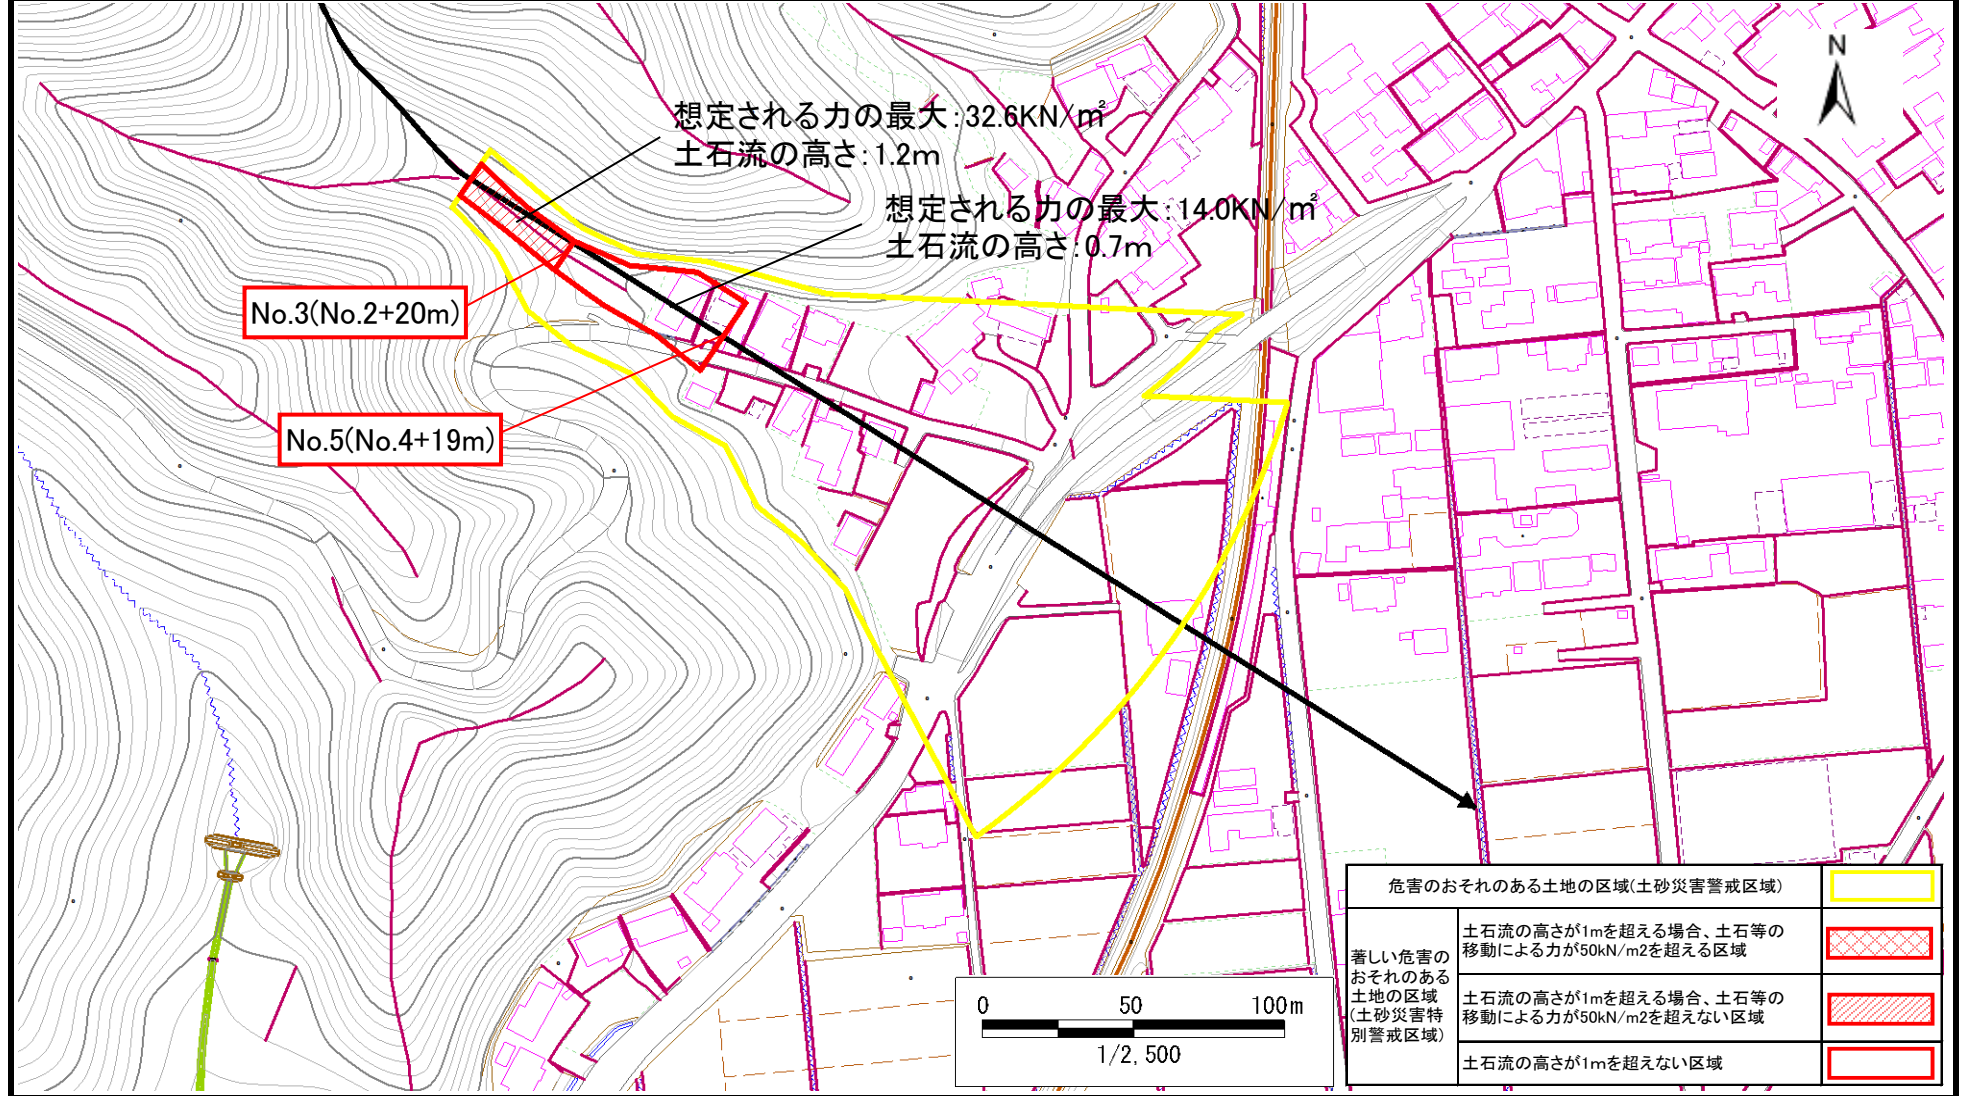 N
想定される力の最大:32.6KN/㎡
土石流の高さ:1.2m
想定される力の最大:14.0KN/㎡
土石流の高さ:0.7m
No.3(No.2+20m)
No.5(No.4+19m)
危害のおそれのある土地の区域(土砂災害警戒区域)
著しい危害の
おそれのある
土地の区域
(土砂災害特
別警戒区域)
土石流の高さが1mを超える場合、土石等の
移動による力が50kN/m2を超える区域
土石流の高さが1mを超える場合、土石等の
移動による力が50kN/m2を超えない区域
土石流の高さが1mを超えない区域
0 50 100m
1/2,500